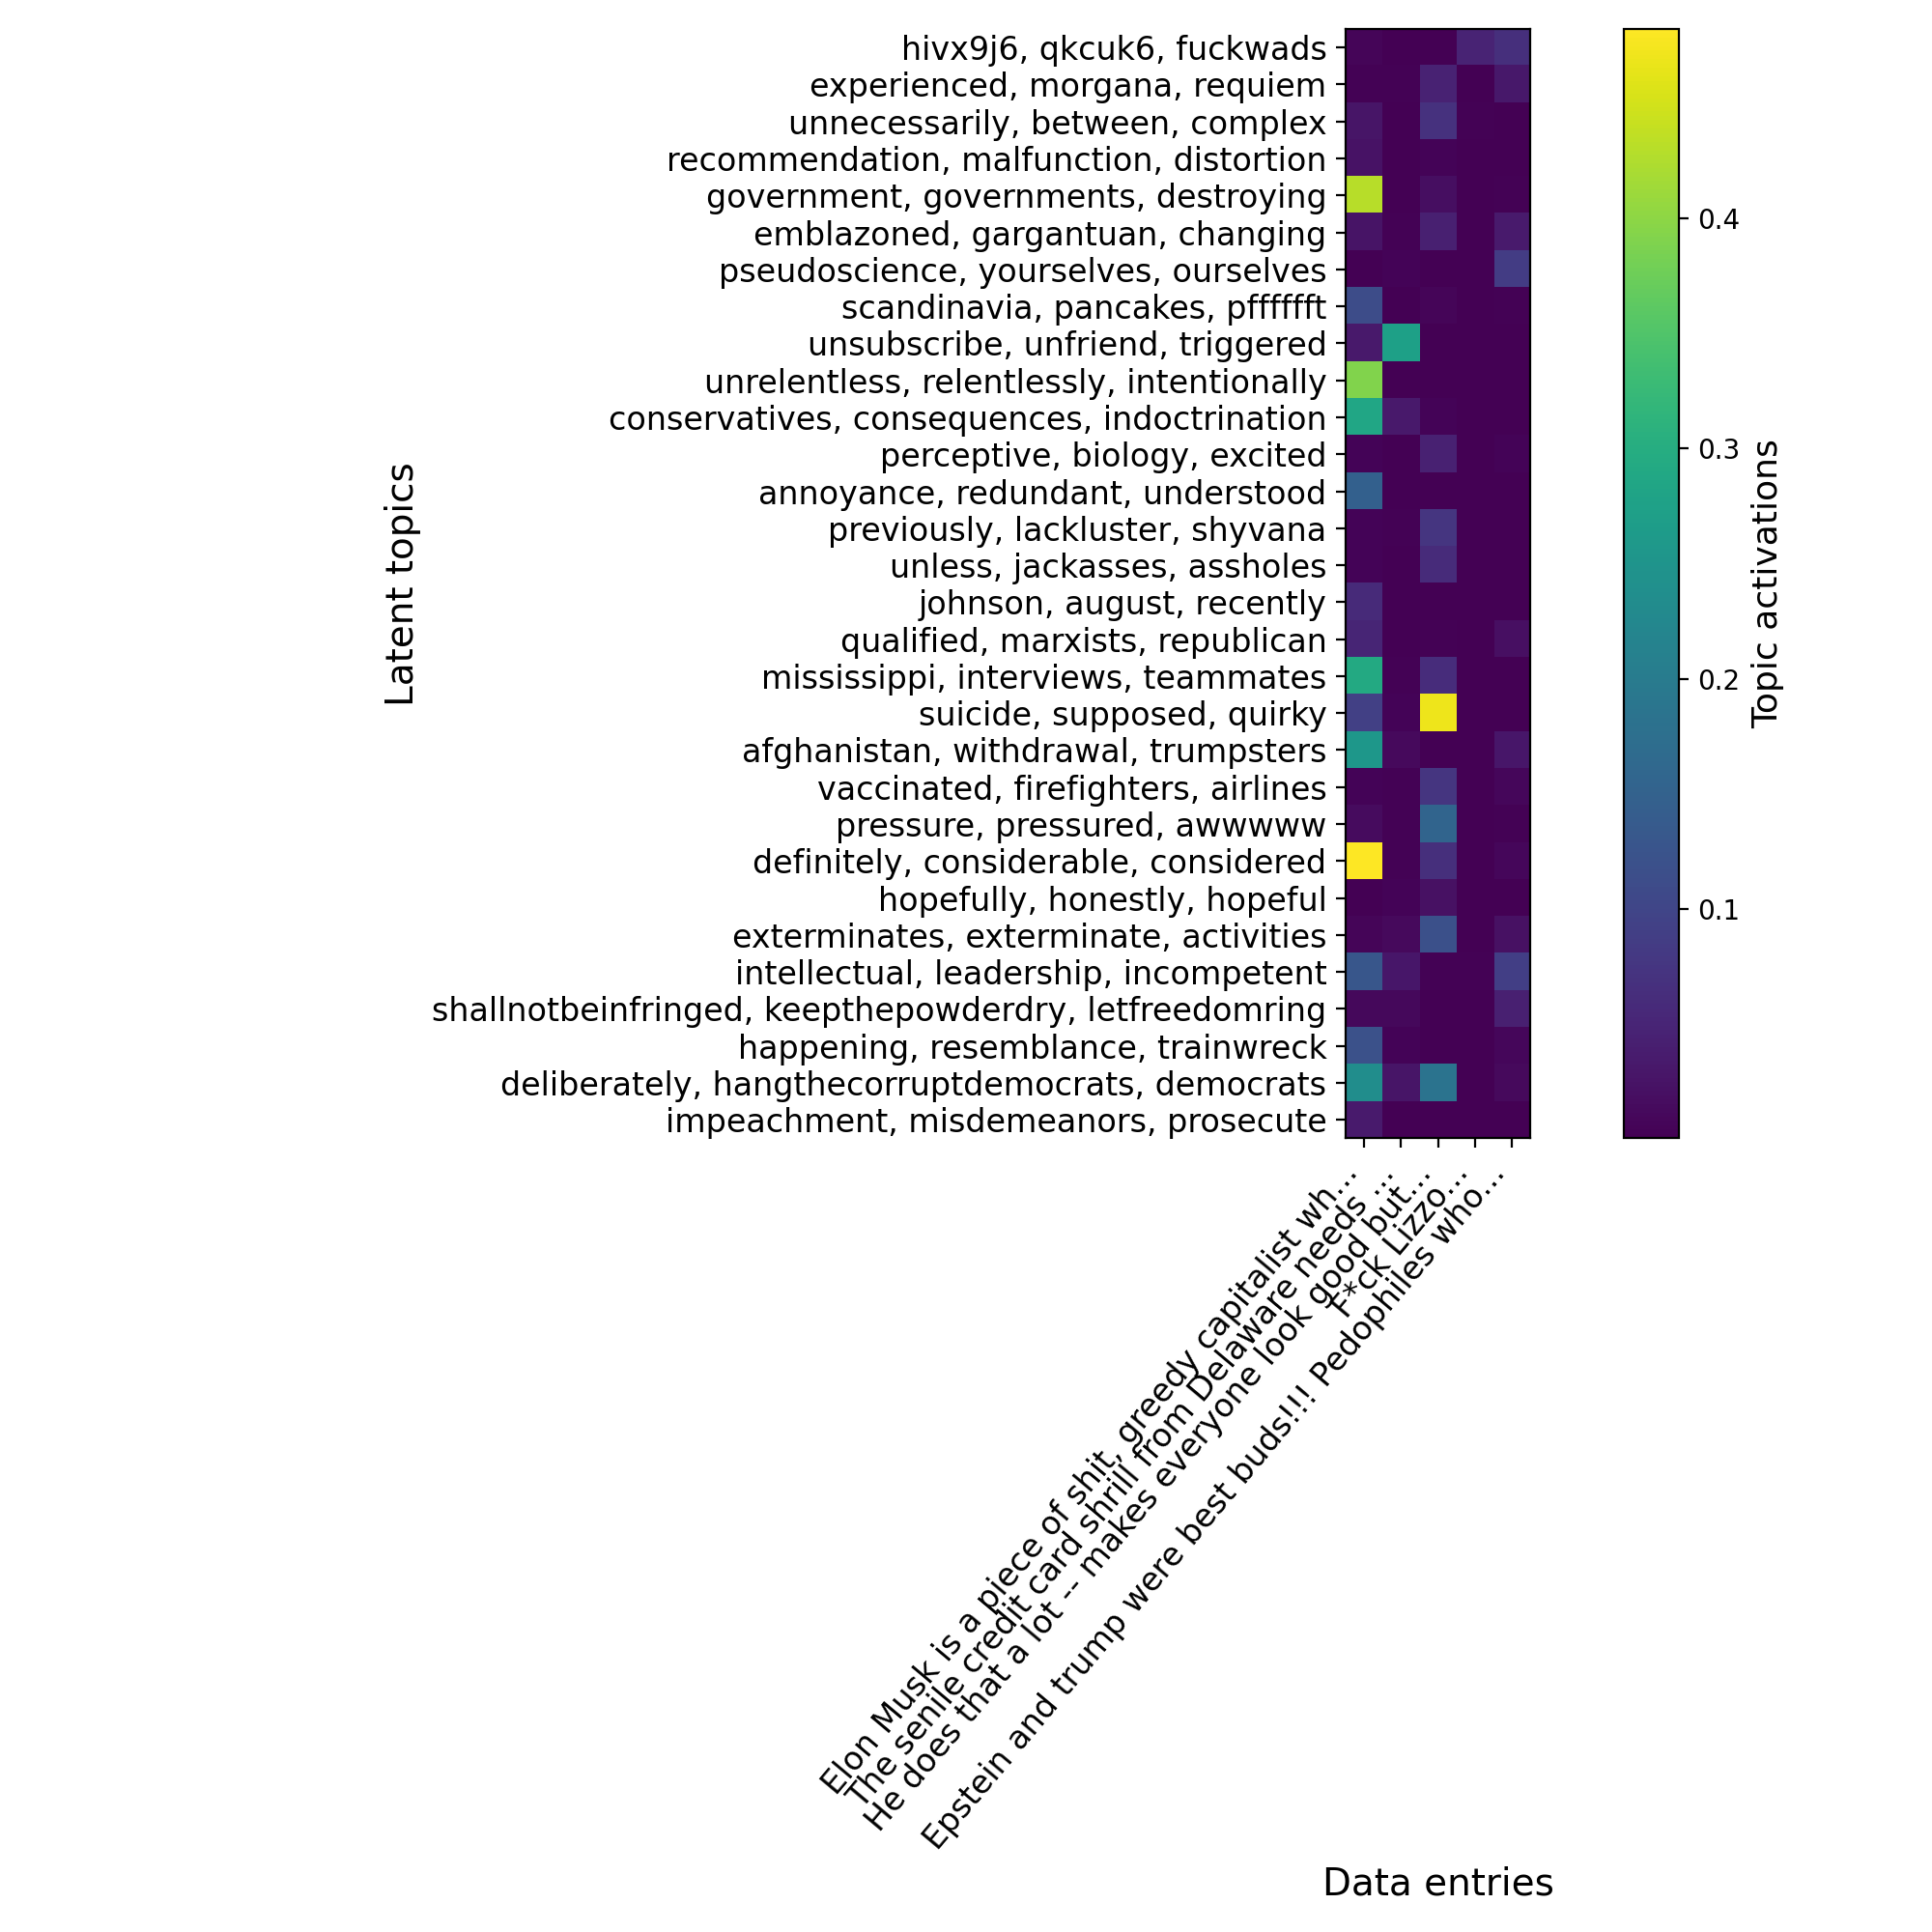 hivx9j6, qkcuk6, fuckwads
experienced, morgana, requiem
unnecessarily, between, complex
recommendation, malfunction, distortion
government, governments, destroying
emblazoned, gargantuan, changing
pseudoscience, yourselves, ourselves
scandinavia, pancakes, pfffffft
unsubscribe, unfriend, triggered
unrelentless, relentlessly, intentionally
conservatives, consequences, indoctrination
perceptive, biology, excited
annoyance, redundant, understood
previously, lackluster, shyvana
unless, jackasses, assholes
johnson, august, recently
qualified, marxists, republican
mississippi, interviews, teammates
suicide, supposed, quirky
afghanistan, withdrawal, trumpsters
vaccinated, firefighters, airlines
pressure, pressured, awwwww
definitely, considerable, considered
hopefully, honestly, hopeful
exterminates, exterminate, activities
intellectual, leadership, incompetent
shallnotbeinfringed, keepthepowderdry, letfreedomring
happening, resemblance, trainwreck
deliberately, hangthecorruptdemocrats, democrats
impeachment, misdemeanors, prosecute
Latent topics
0.4
0.3
0.2
0.1
Topic activations
Elon Musk is a piece of shit, greedy capitalist wh...
The senile credit card shrill from Delaware needs ...
He does that a lot -- makes everyone look good but...
F*ck Lizzo...
Epstein and trump were best buds!!! Pedophiles who...
Data entries